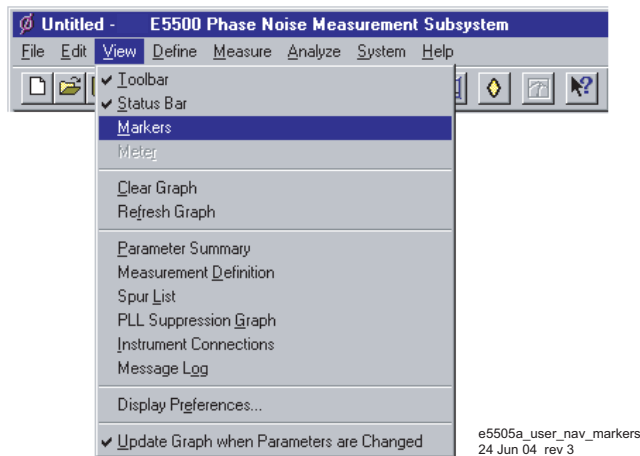 Untitled - E5500 Phase Noise Measurement Subsystem
File Edit View Define Measure Analyze System Help
Toolbar
Status Bar
Markers
Meter
Clear Graph
Refresh Graph
Parameter Summary
Measurement Definition
Spur List
PLL Suppression Graph
Instrument Connections
Message Log
Display Preferences...
Update Graph when Parameters are Changed
e5505a_user_nav_markers
24 Jun 04 rev 3